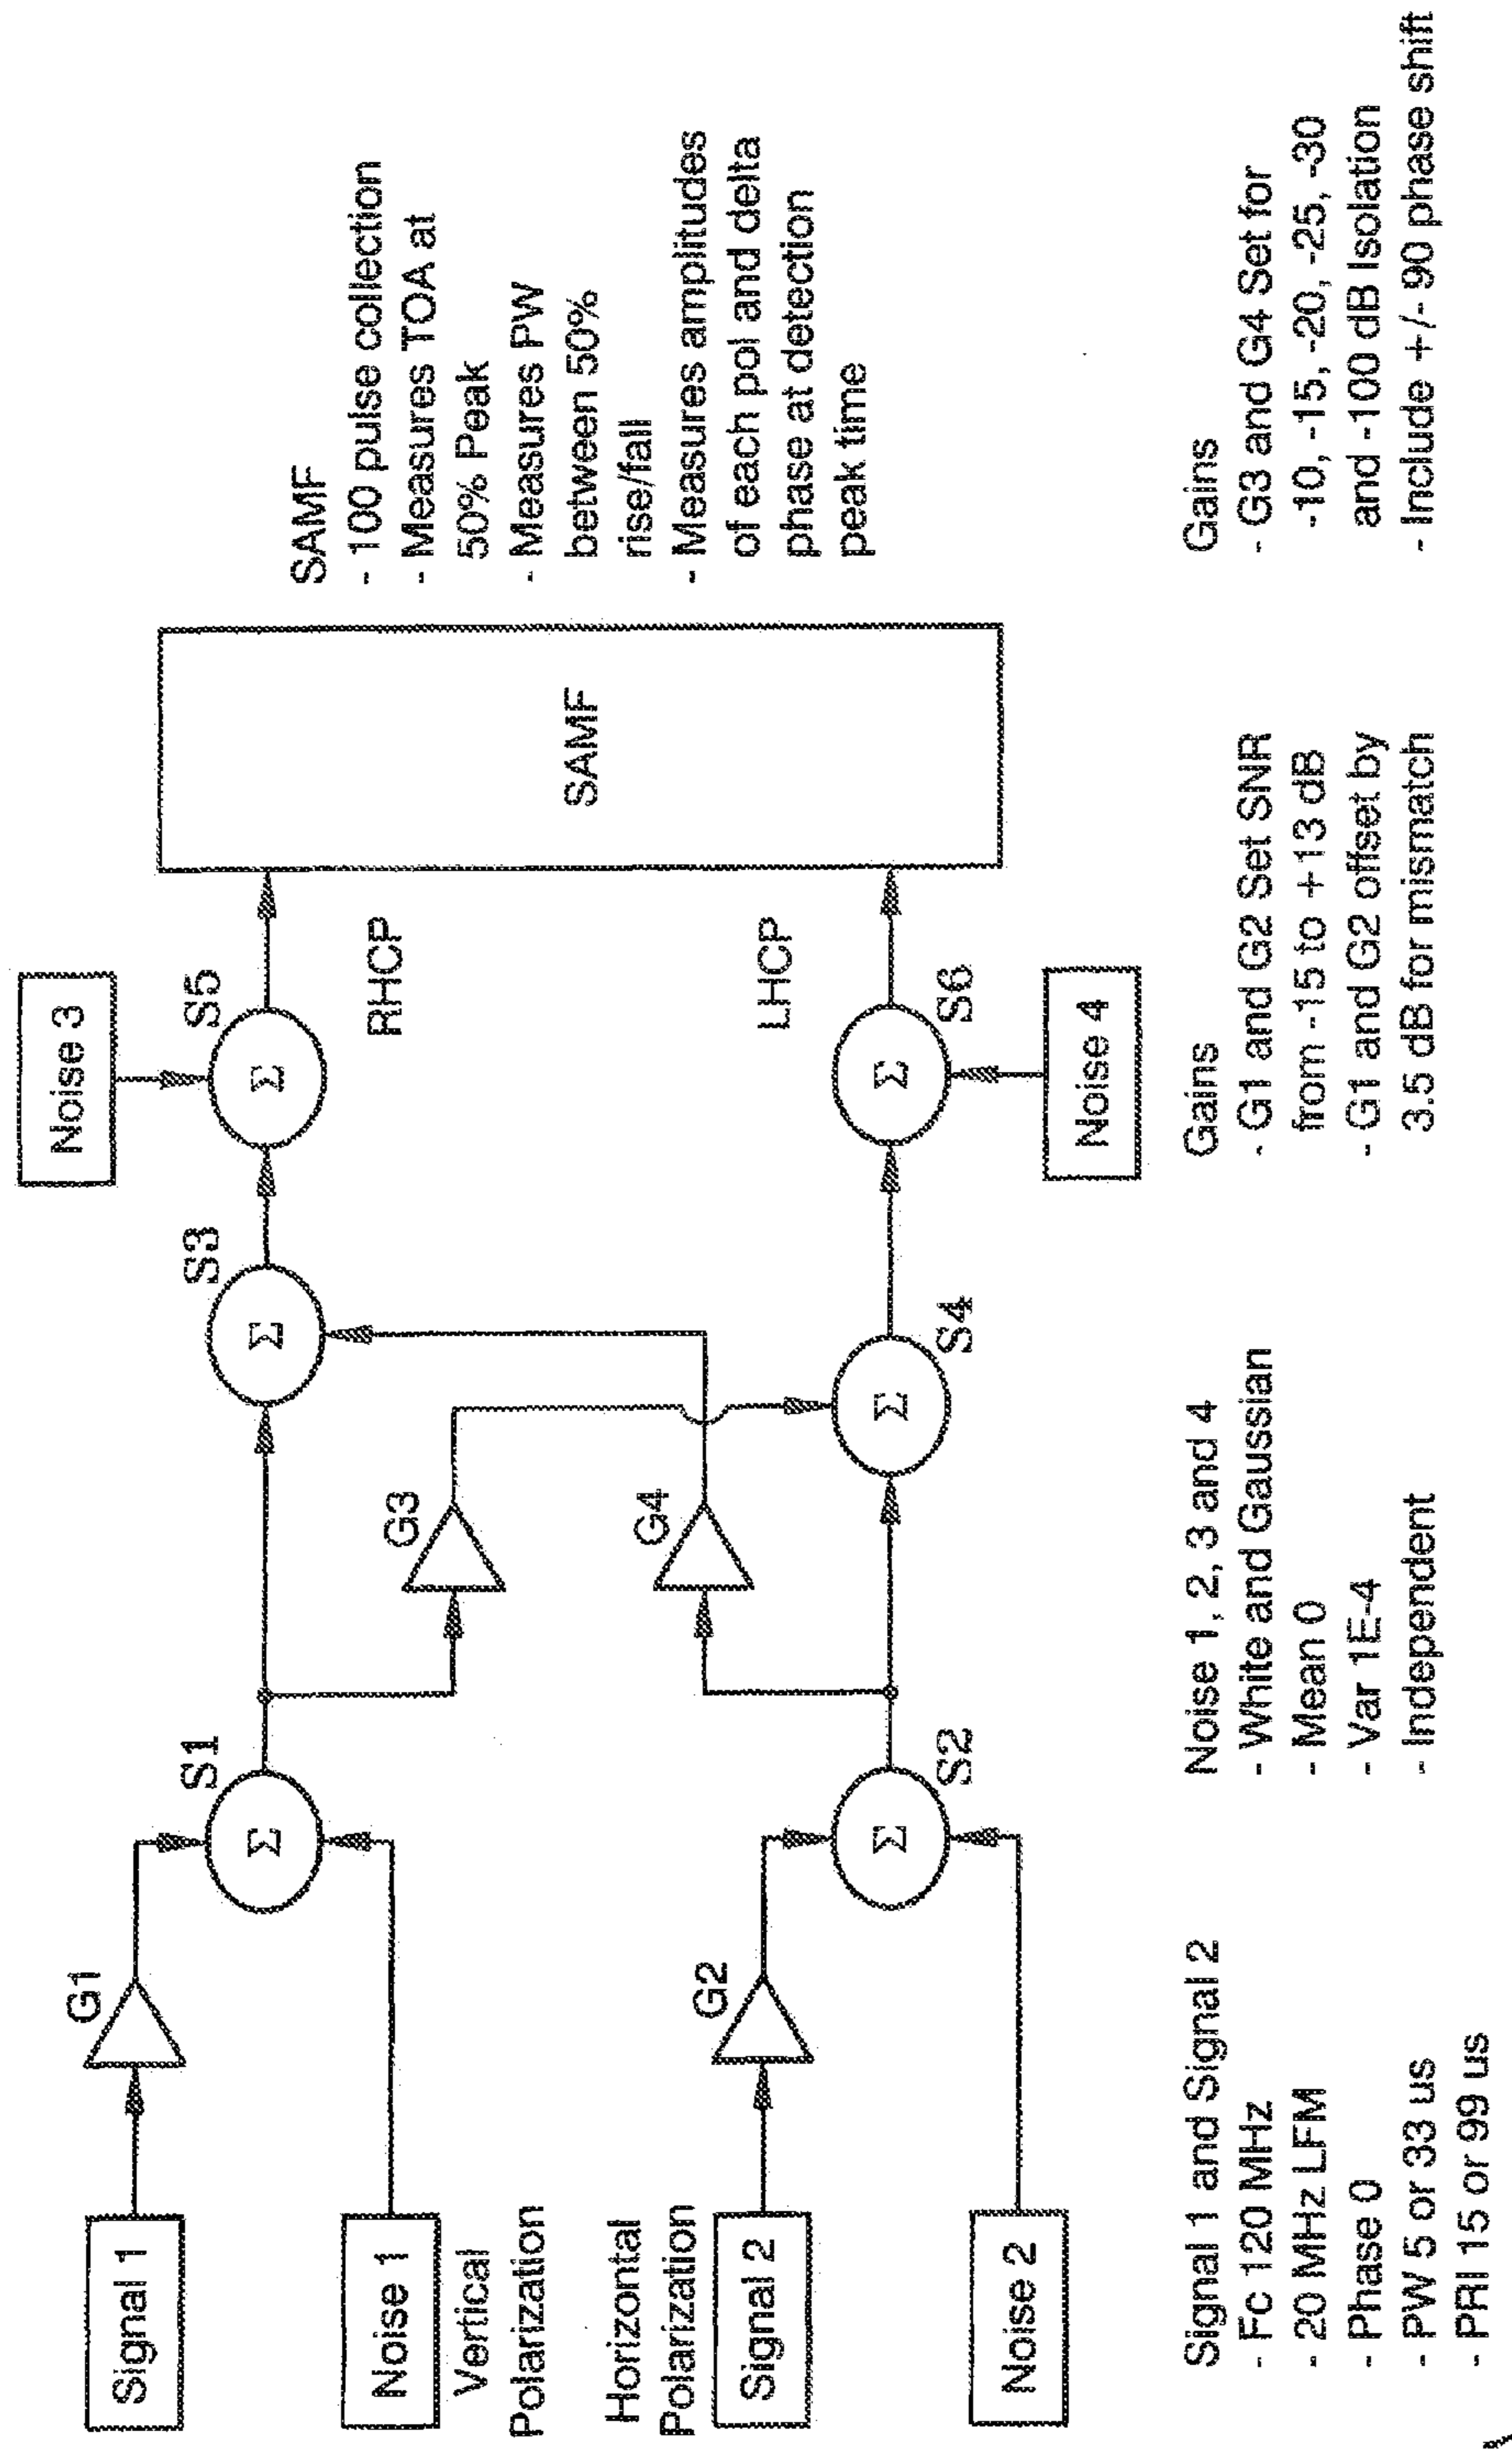 Signal 1
G1
S1
Σ
Noise 1
Vertical
Polarization
Horizontal
Polarization
Signal 2
G2
S2
Σ
Noise 2
G3
G4
S3
Σ
S4
Σ
Noise 3
S5
Σ
RHCP
LHCP
S6
Σ
Noise 4
SAMF
SAMF
- 100 pulse collection
- Measures TOA at
50% Peak
- Measures PW
between 50%
rise/fall
- Measures amplitudes
of each pol and delta
phase at detection
peak time
Signal 1 and Signal 2
- Fc 120 MHz
- 20 MHz LFM
- Phase 0
- PW 5 or 33 us
- PRI 15 or 99 us
Noise 1, 2, 3 and 4
- White and Gaussian
- Mean 0
- Var 1E-4
- Independent
Gains
- G1 and G2 Set SNR
from -15 to +13 dB
- G1 and G2 offset by
3.5 dB for mismatch
Gains
- G3 and G4 Set for
-10, -15, -20, -25, -30
and -100 dB Isolation
- Include +/- 90 phase shift